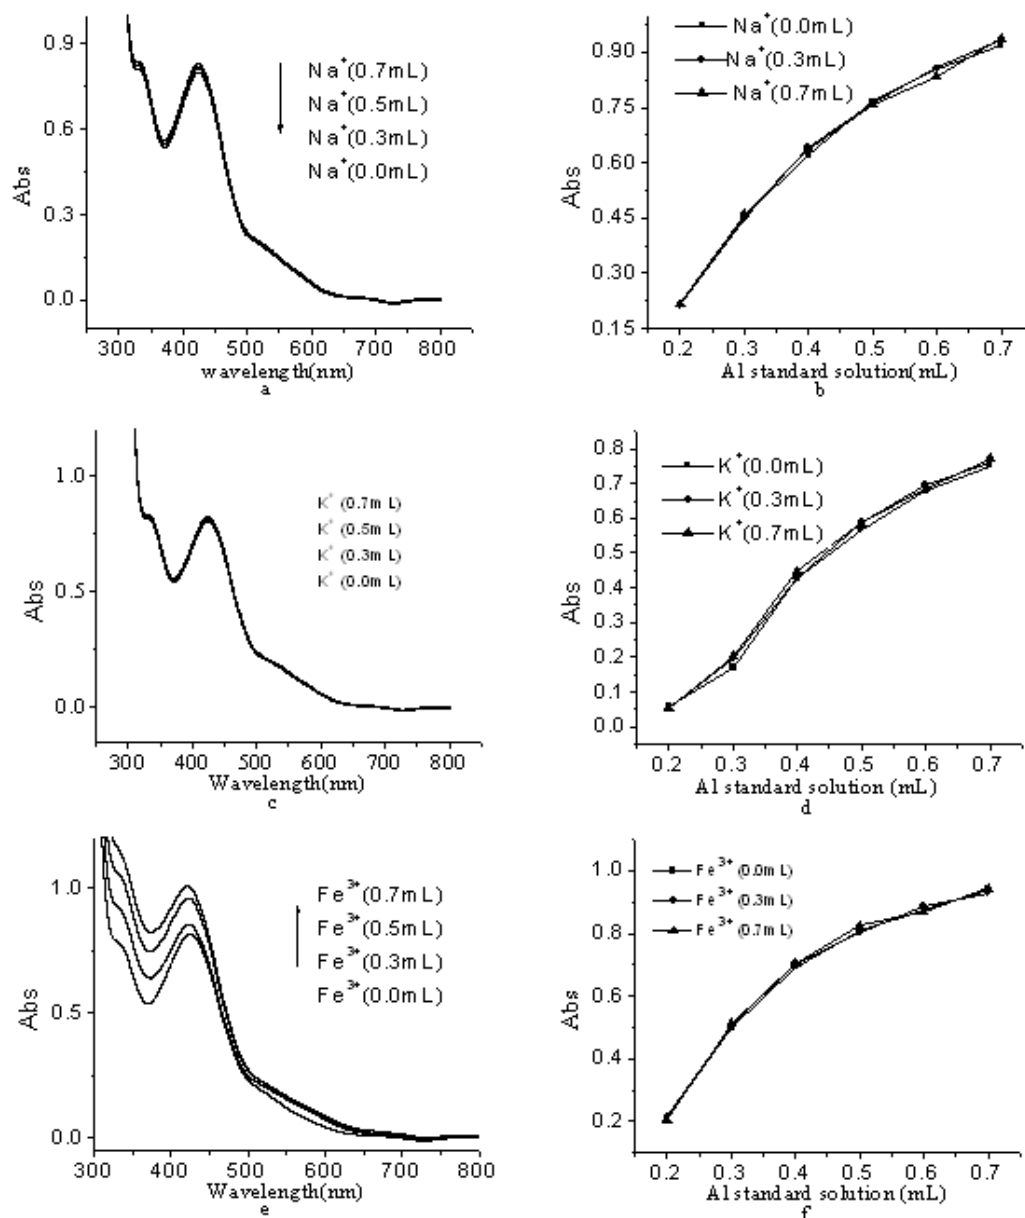 0.9
0.6
0.3
0.0
Abs
Na⁺(0.7mL)
Na⁺(0.5mL)
Na⁺(0.3mL)
Na⁺(0.0mL)
300 400 500 600 700 800
wavelength(nm)
a
0.90
0.75
0.60
0.45
0.30
0.15
Abs
Na⁺(0.0mL)
Na⁺(0.3mL)
Na⁺(0.7mL)
0.2 0.3 0.4 0.5 0.6 0.7
Al standard solution(mL)
b
1.0
0.5
0.0
Abs
K⁺ (0.7mL)
K⁺ (0.5mL)
K⁺ (0.3mL)
K⁺ (0.0mL)
300 400 500 600 700 800
Wavelength(nm)
c
0.8
0.7
0.6
0.5
0.4
0.3
0.2
0.1
0.0
Abs
K⁺(0.0mL)
K⁺(0.3mL)
K⁺(0.7mL)
0.2 0.3 0.4 0.5 0.6 0.7
Al standard solution (mL)
d
1.0
0.5
0.0
Abs
Fe³⁺(0.7mL)
Fe³⁺(0.5mL)
Fe³⁺(0.3mL)
Fe³⁺(0.0mL)
300 400 500 600 700 800
Wavelength(nm)
e
1.0
0.8
0.6
0.4
0.2
Abs
Fe³⁺ (0.0mL)
Fe³⁺ (0.3mL)
Fe³⁺ (0.7mL)
0.2 0.3 0.4 0.5 0.6 0.7
Al standard solution (mL)
f